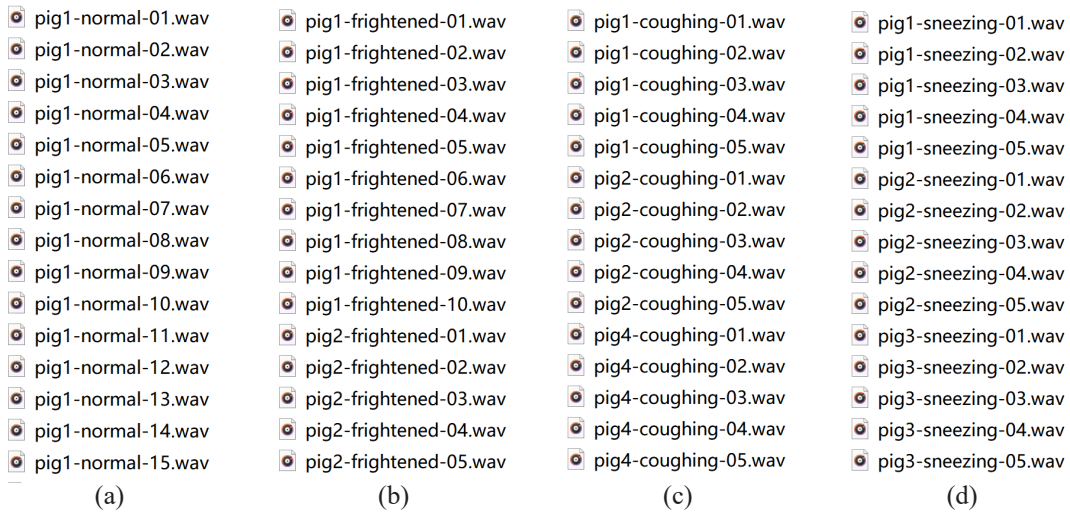 pig1-normal-01.wav
pig1-normal-02.wav
pig1-normal-03.wav
pig1-normal-04.wav
pig1-normal-05.wav
pig1-normal-06.wav
pig1-normal-07.wav
pig1-normal-08.wav
pig1-normal-09.wav
pig1-normal-10.wav
pig1-normal-11.wav
pig1-normal-12.wav
pig1-normal-13.wav
pig1-normal-14.wav
pig1-normal-15.wav
(a)
pig1-frightened-01.wav
pig1-frightened-02.wav
pig1-frightened-03.wav
pig1-frightened-04.wav
pig1-frightened-05.wav
pig1-frightened-06.wav
pig1-frightened-07.wav
pig1-frightened-08.wav
pig1-frightened-09.wav
pig1-frightened-10.wav
pig2-frightened-01.wav
pig2-frightened-02.wav
pig2-frightened-03.wav
pig2-frightened-04.wav
pig2-frightened-05.wav
(b)
pig1-coughing-01.wav
pig1-coughing-02.wav
pig1-coughing-03.wav
pig1-coughing-04.wav
pig1-coughing-05.wav
pig2-coughing-01.wav
pig2-coughing-02.wav
pig2-coughing-03.wav
pig2-coughing-04.wav
pig2-coughing-05.wav
pig4-coughing-01.wav
pig4-coughing-02.wav
pig4-coughing-03.wav
pig4-coughing-04.wav
pig4-coughing-05.wav
(c)
pig1-sneezing-01.wav
pig1-sneezing-02.wav
pig1-sneezing-03.wav
pig1-sneezing-04.wav
pig1-sneezing-05.wav
pig2-sneezing-01.wav
pig2-sneezing-02.wav
pig2-sneezing-03.wav
pig2-sneezing-04.wav
pig2-sneezing-05.wav
pig3-sneezing-01.wav
pig3-sneezing-02.wav
pig3-sneezing-03.wav
pig3-sneezing-04.wav
pig3-sneezing-05.wav
(d)